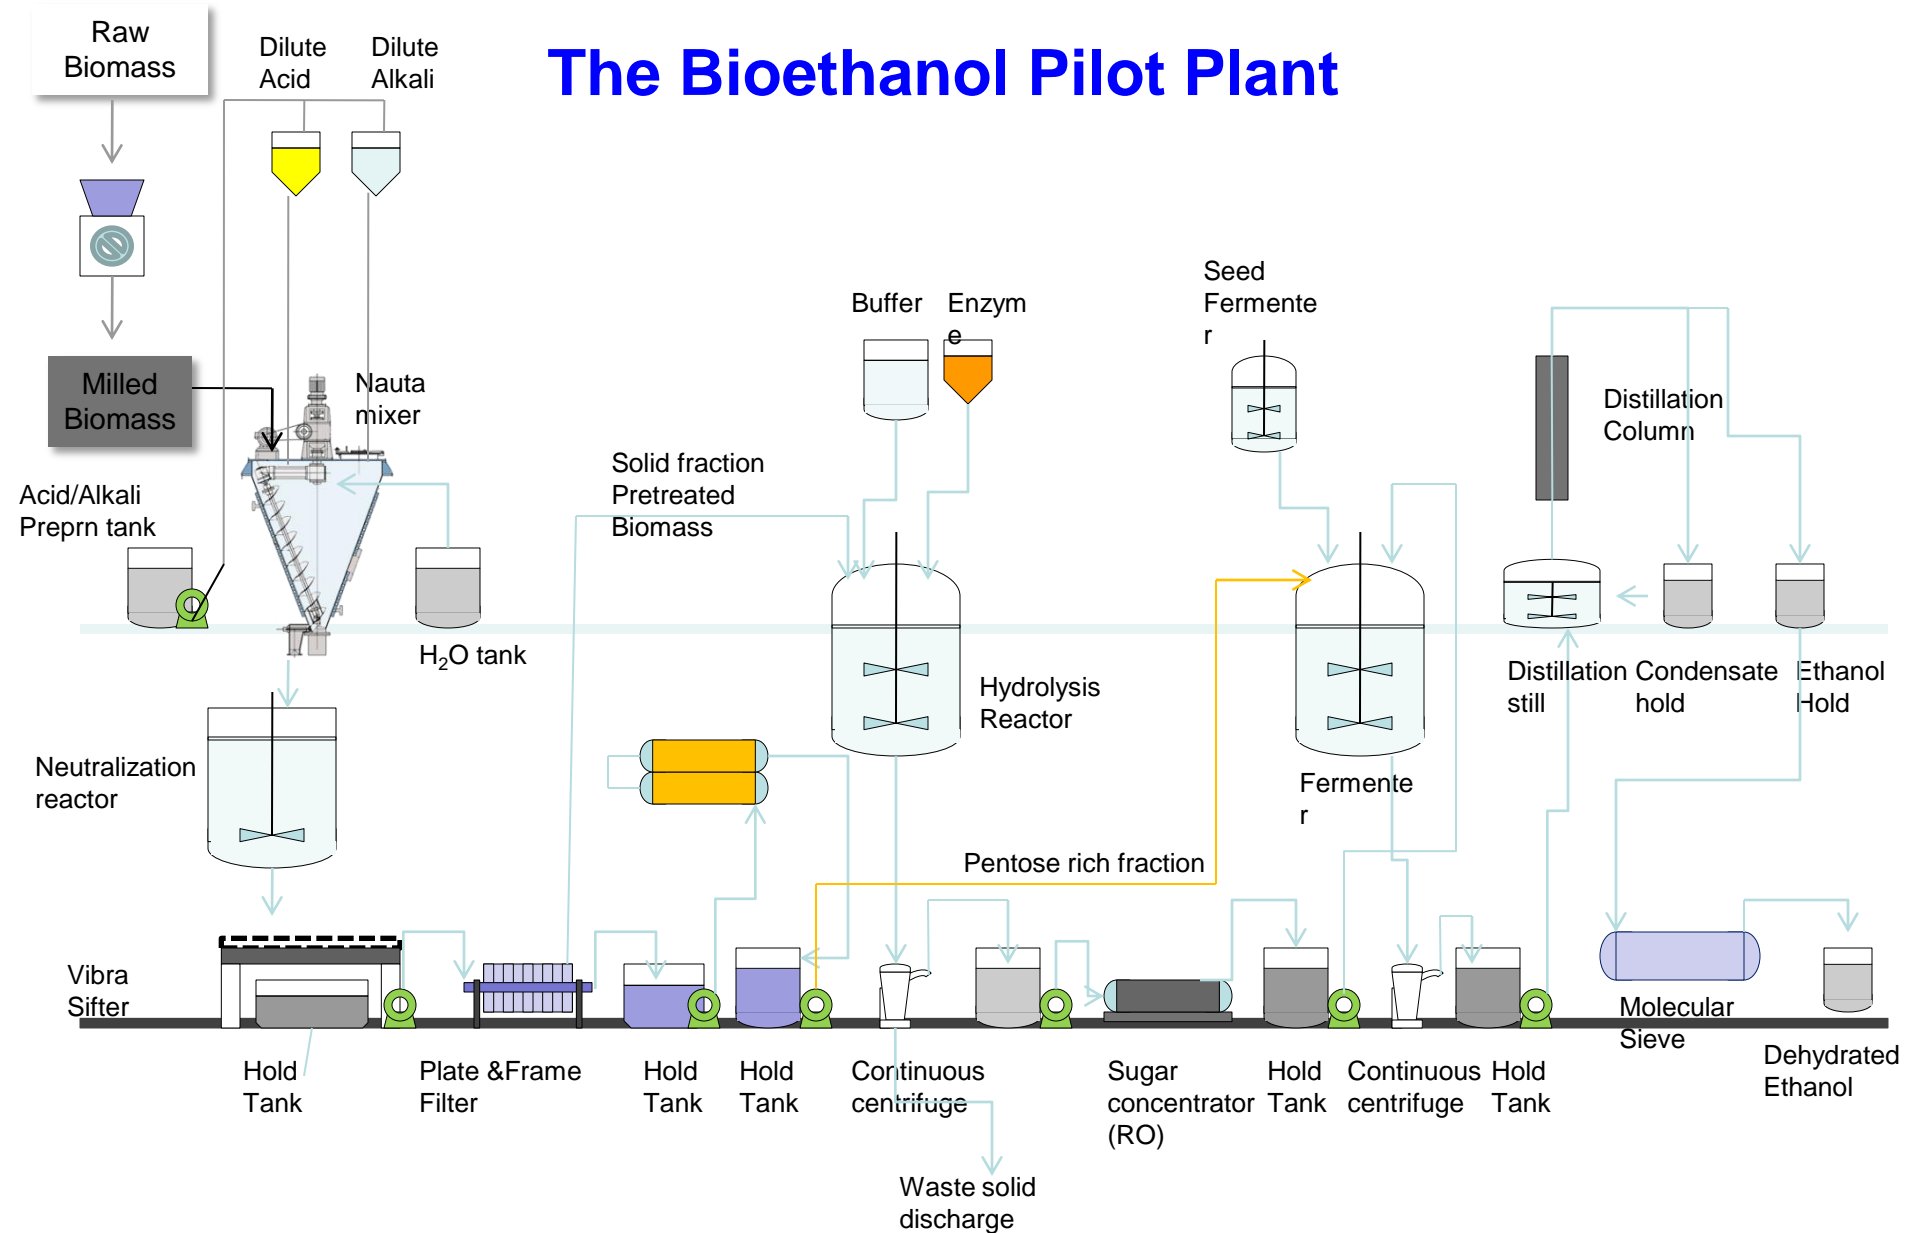 The Bioethanol Pilot Plant
Raw
Biomass
Dilute
Acid
Dilute
Alkali
Milled
Biomass
Nauta
mixer
Acid/Alkali
Preprn tank
H₂O tank
Neutralization
reactor
Vibra
Sifter
Buffer
Enzym
e
Seed
Fermente
r
Solid fraction
Pretreated
Biomass
Distillation
Column
Hydrolysis
Reactor
Fermente
r
Distillation
still
Condensate
hold
Ethanol
Hold
Pentose rich fraction
Hold
Tank
Plate &Frame
Filter
Hold
Tank
Hold
Tank
Continuous
centrifuge
Sugar
concentrator
(RO)
Hold
Tank
Continuous
centrifuge
Hold
Tank
Molecular
Sieve
Dehydrated
Ethanol
Waste solid
discharge